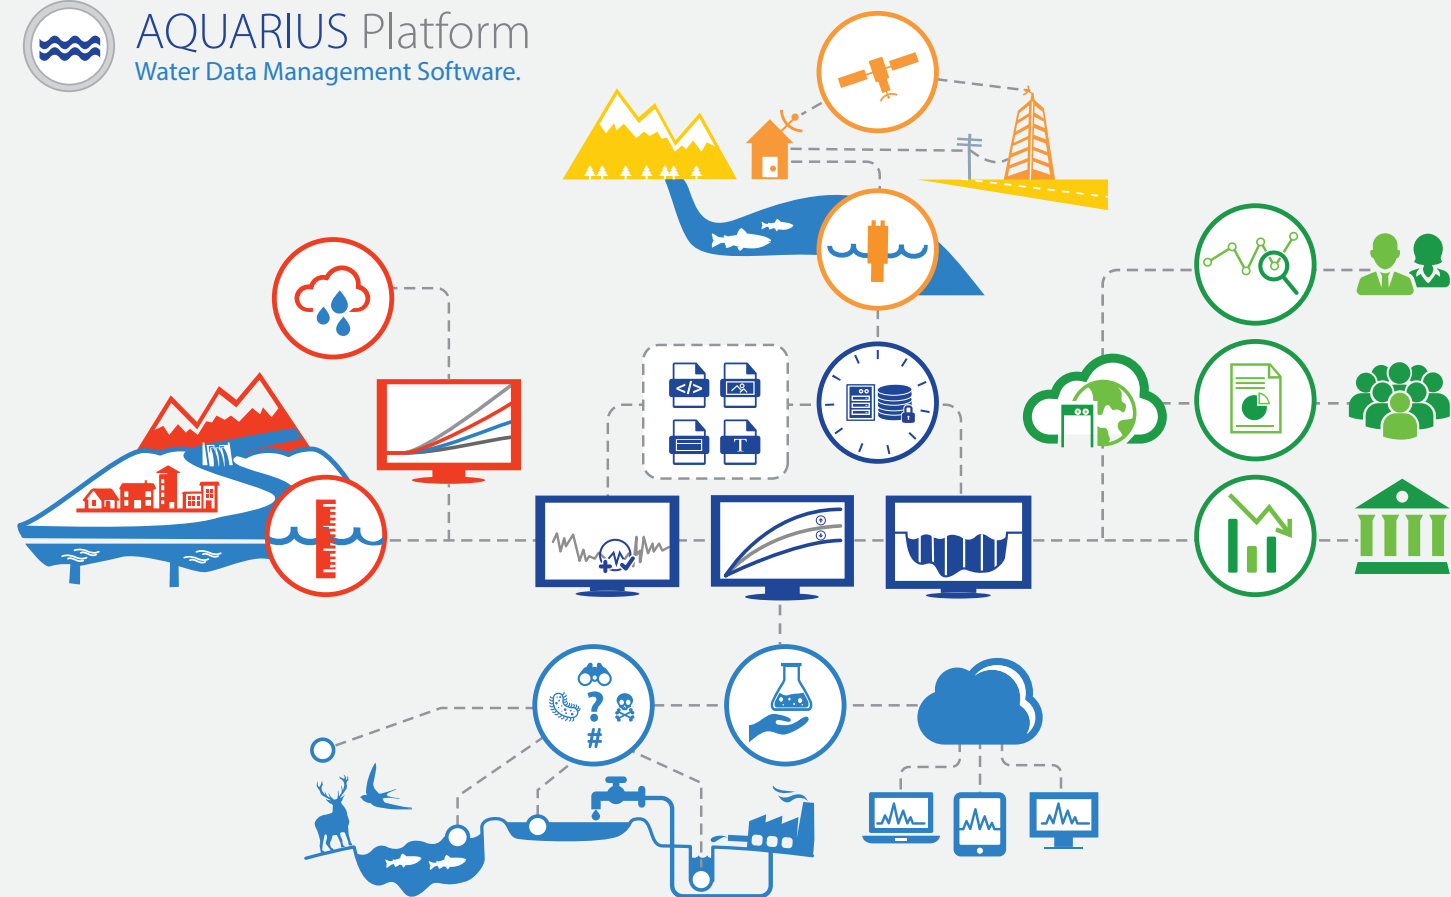 AQUARIUS Platform
Water Data Management Software.
</>
T
?
#